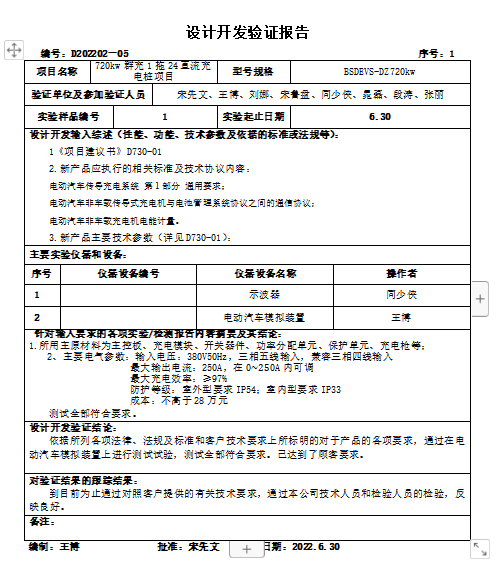 设计开发验证报告
编号：D202202—05 序号：1
项目名称 720kw 群充 1 拖 24 直流充电桩项目 型号规格 BSDEVS-DZ720kw
验证单位及参加验证人员 宋先文、王博、刘娜、宋鲁盘、同少侠、晁磊、段涛、张丽
实验样品编号 1 实验起止日期 6.30
设计开发输入综述（性能、功能、技术参数及依据的标准或法规等）：
1《项目建议书》D730-01
2.新产品应执行的相关标准及技术协议内容：
电动汽车传导充电系统 第1部分 通用要求；
电动汽车非车载传导式充电机与电池管理系统协议之间的通信协议；
电动汽车非车载充电机电能计量。
3.新产品主要技术参数（详见D730-01）：
主要实验仪器和设备：
序号 仪器设备编号 仪器设备名称 操作者
1 示波器 同少侠
2 电动汽车模拟装置 王博
针对输入要求的各项实验/检测报告内容摘要及其结论：
1.所用主原材料为主控板、充电模块、开关器件、功率分配单元、保护单元、充电枪等；
2、主要电气参数：输入电压：380V50Hz，三相五线输入，兼容三相四线输入
最大输出电流：250A，在 0~250A 内可调
最大充电效率：≥97%
防护等级：室外型要求 IP54；室内型要求 IP33
成本：不高于 28 万元
测试全部符合要求。
设计开发验证结论：
依据所列各项法律、法规及标准和客户技术要求上所标明的对于产品的各项要求，通过在电
动汽车模拟装置上进行测试试验，测试全部符合要求。已达到了顾客要求。
对验证结果的跟踪结果：
到目前为止通过对照客户提供的有关技术要求，通过本公司技术人员和检验人员的检验，反
映良好。
备注：
编制：王博 批准：宋先文 日期：2022.6.30